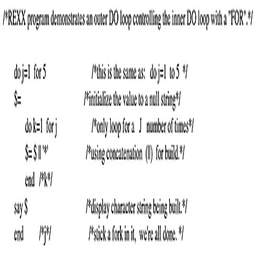 /*REXX program demonstrates an outer DO loop controlling the inner DO loop with a "FOR".*/
do j=1 for 5 /*this is the same as: do j=1 to 5 */
$= /*initialize the value to a null string*/
do k=1 for j /*only loop for a J number of times*/
$= $ || '*' /*using concatenation (||) for build.*/
end /*k*/
say $ /*display character string being built.*/
end /*j*/ /*stick a fork in it, we're all done. */